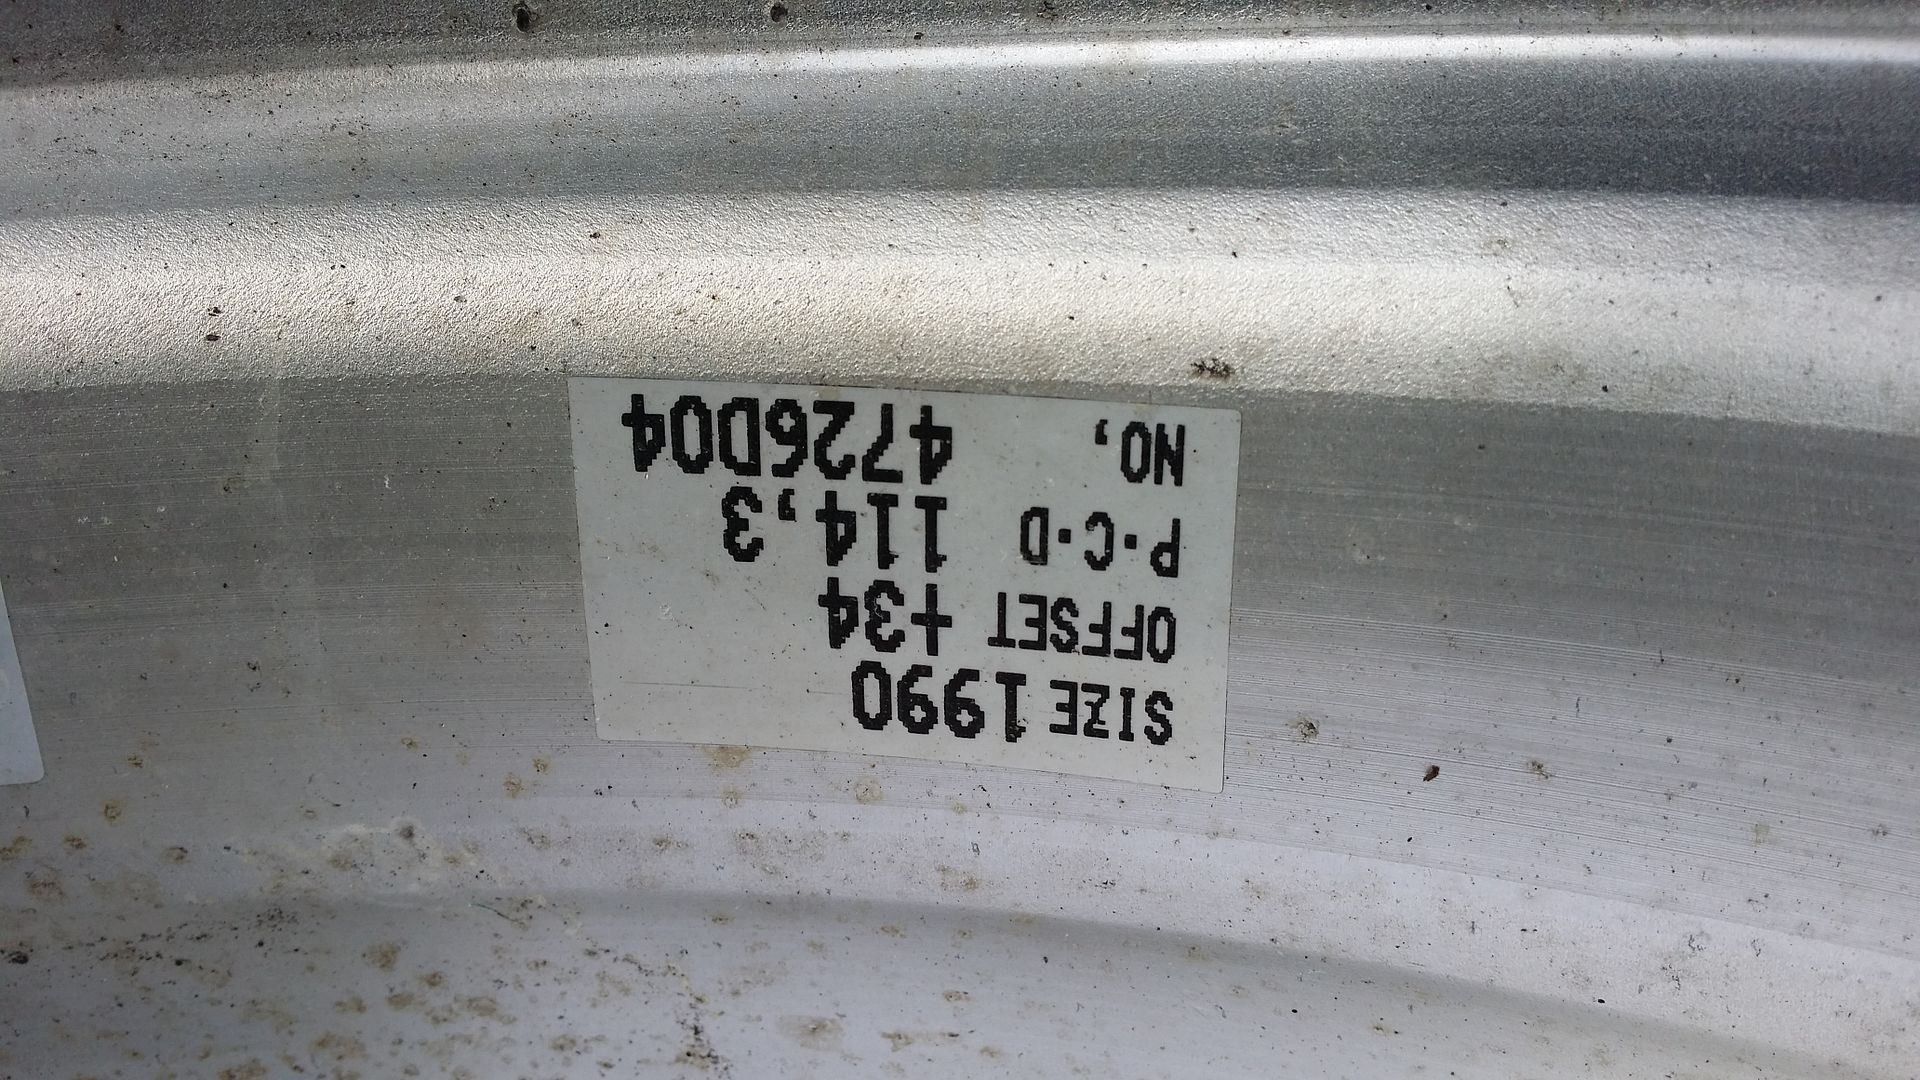 SIZE 1990
OFFSET +34
P·C·D 114,3
NO, 4726D04